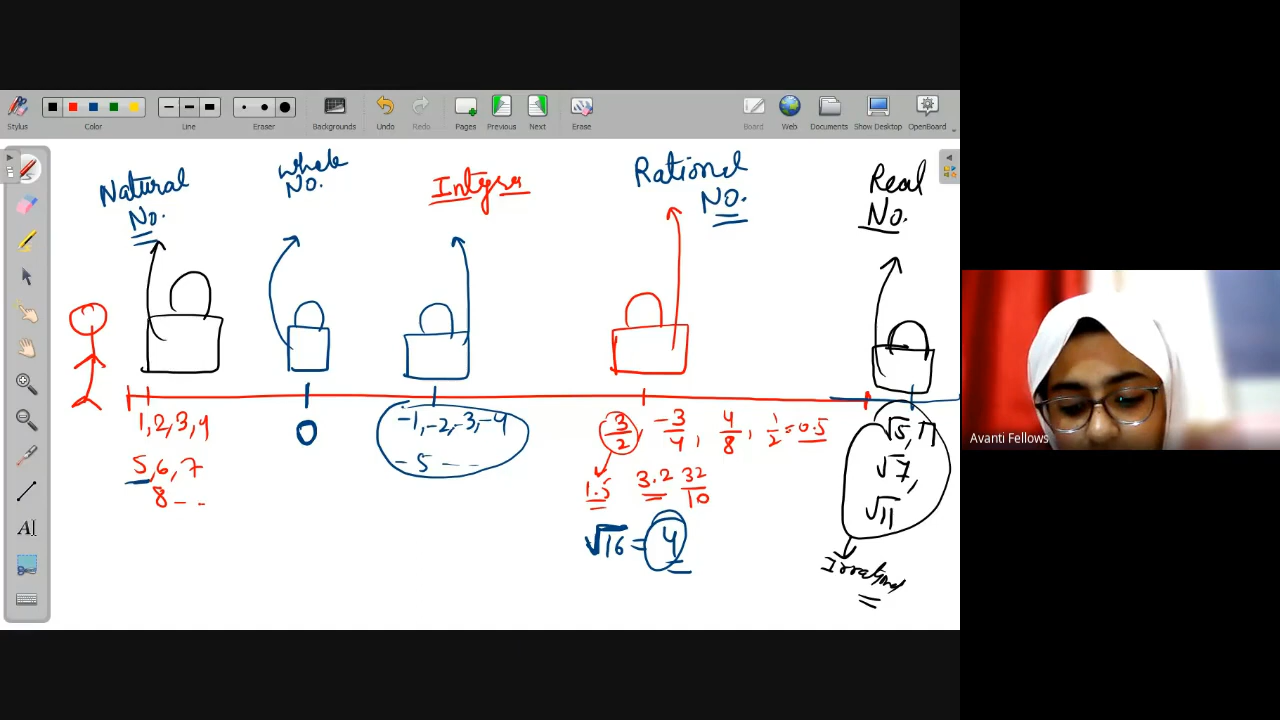 Stylus Color Line Eraser Backgrounds Undo Redo Pages Previous Next Erase Board Web Documents Show Desktop OpenBoard
Natural
No.
Whole
No.
Integers
Rational
No.
Real
No.
1, 2, 3, 4
5, 6, 7
8 - -
0
-1, -2, -3, -4
-5 - -
3/2, -3/4, 4/8, 1/2 = 0.5
1.5 3.2 32/10
√16 = 4
√5, π
√7,
√11
Irrational
Avanti Fellows